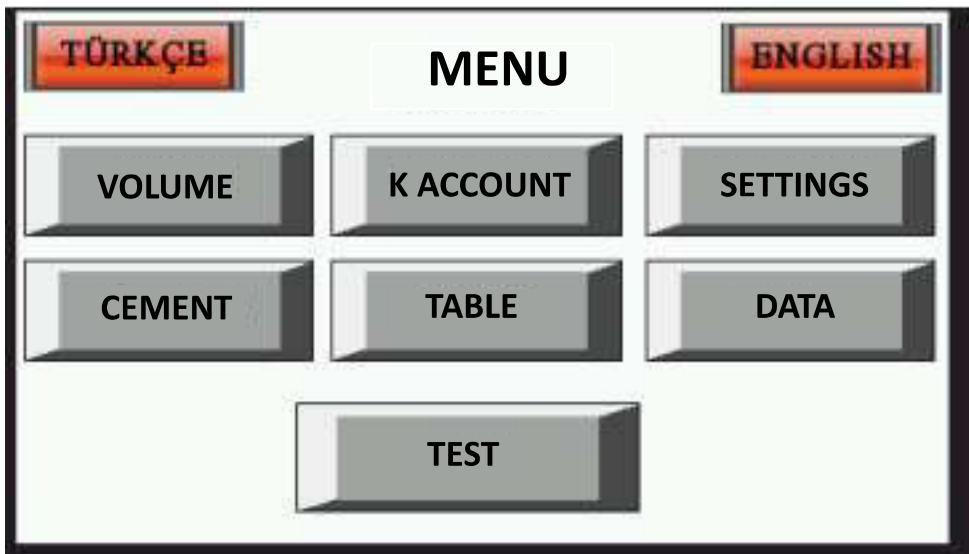 TÜRKÇE
MENU
ENGLISH
VOLUME
K ACCOUNT
SETTINGS
CEMENT
TABLE
DATA
TEST